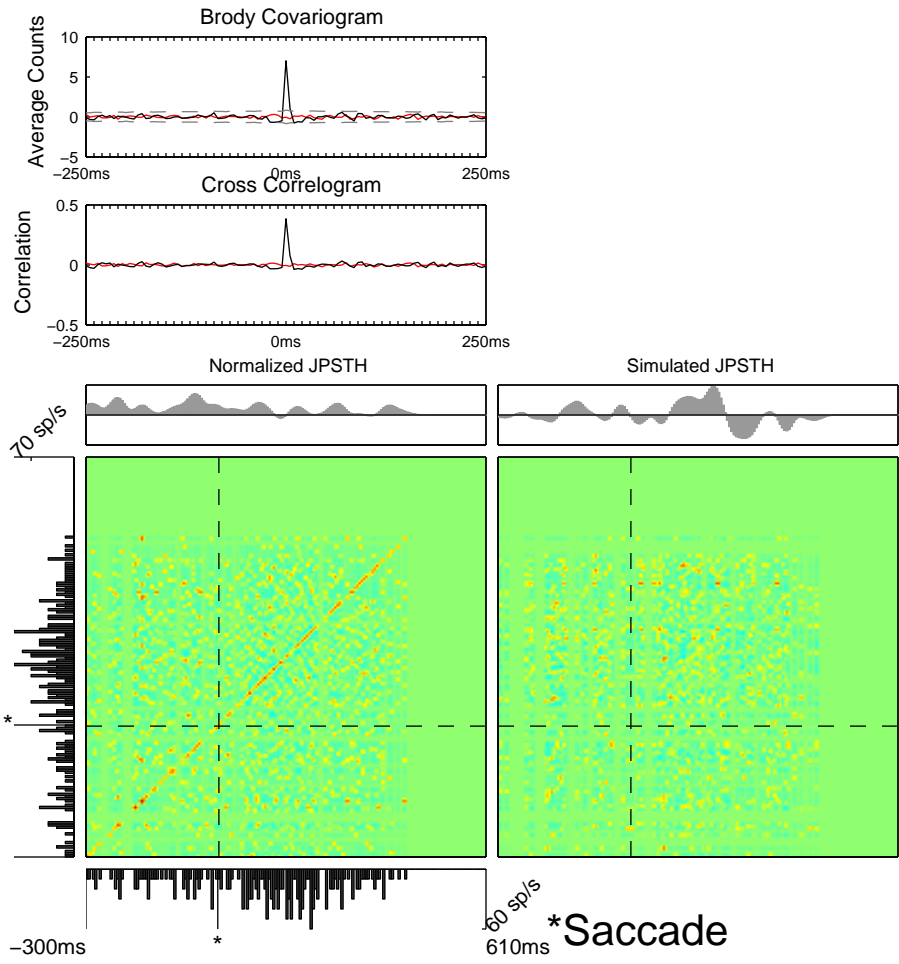 Brody Covariogram
10
5
0
−5
Average Counts
−250ms
0ms
250ms
Cross Correlogram
0.5
0
−0.5
Correlation
−250ms
0ms
250ms
Normalized JPSTH
Simulated JPSTH
70 sp/s
*
*
60 sp/s
−300ms
610ms
*Saccade